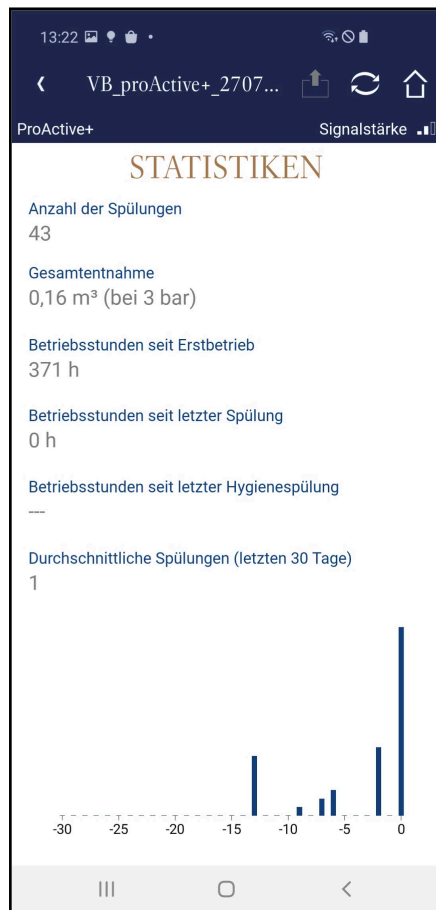 13:22
VB_proActive+_2707...
ProActive+ Signalstärke
STATISTIKEN
Anzahl der Spülungen
43
Gesamtentnahme
0,16 m³ (bei 3 bar)
Betriebsstunden seit Erstbetrieb
371 h
Betriebsstunden seit letzter Spülung
0 h
Betriebsstunden seit letzter Hygienespülung
---
Durchschnittliche Spülungen (letzten 30 Tage)
1
-30 -25 -20 -15 -10 -5 0